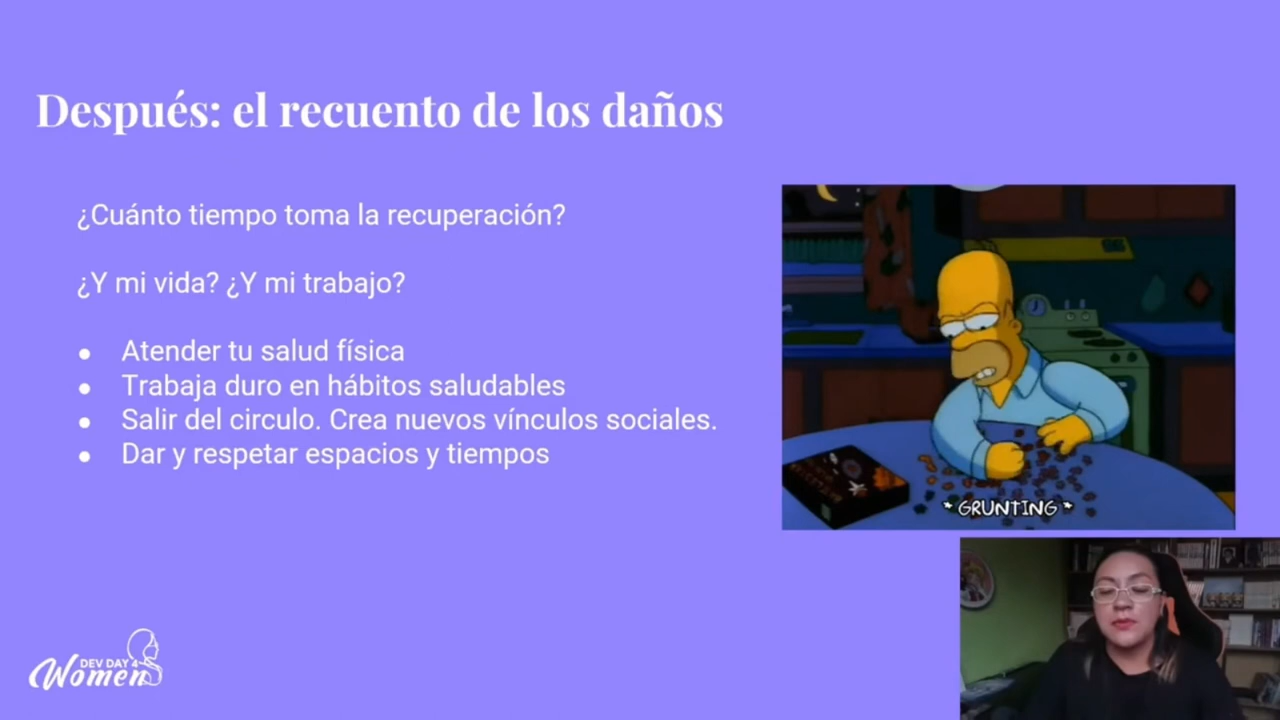 Después: el recuento de los daños
¿Cuánto tiempo toma la recuperación?
¿Y mi vida? ¿Y mi trabajo?
● Atender tu salud física
● Trabaja duro en hábitos saludables
● Salir del circulo. Crea nuevos vínculos sociales.
● Dar y respetar espacios y tiempos
* GRUNTING *
DEV DAY 4
Women